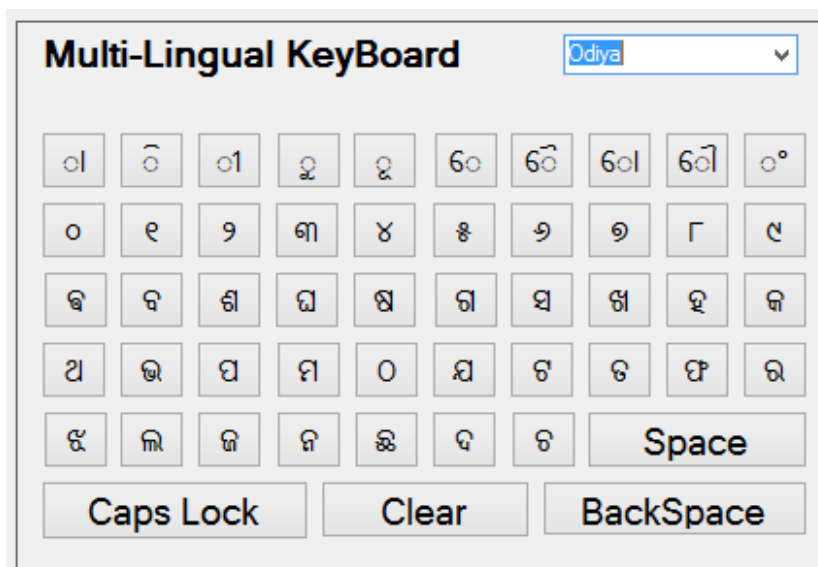 Multi-Lingual KeyBoard Odiya
ା ି ୀ ୁ ୂ େ ୈ ୋ ୌ ଂ
୦ ୧ ୨ ୩ ୪ ୫ ୬ ୭ ୮ ୯
ଵ ବ ଶ ଘ ଷ ଗ ସ ଖ ହ କ
ଥ ଭ ପ ମ ଠ ଯ ଟ ତ ଫ ର
ଝ ଲ ଜ ନ ଛ ଦ ଚ Space
Caps Lock Clear BackSpace